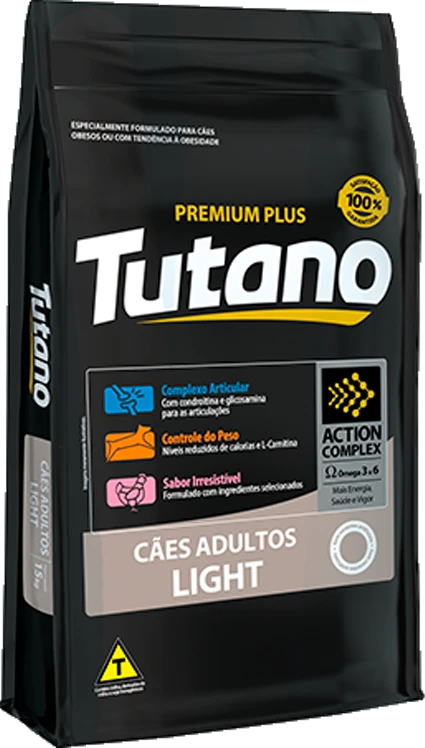 ESPECIALMENTE FORMULADO PARA CÃES
OBESOS OU COM TENDÊNCIA À OBESIDADE
SATISFAÇÃO
100%
GARANTIDA
PREMIUM PLUS
Tutano
Complexo Articular
Com condroitina e glicosamina
para as articulações
Controle do Peso
Níveis reduzidos de calorias e L-Carnitina
Sabor Irresistível
Formulado com ingredientes selecionados
ACTION
COMPLEX
Ω Ômega 3 e 6
Mais Energia,
Saúde e Vigor
CÃES ADULTOS
LIGHT
T
Tutano
CÃES ADULTOS
LIGHT
15kg